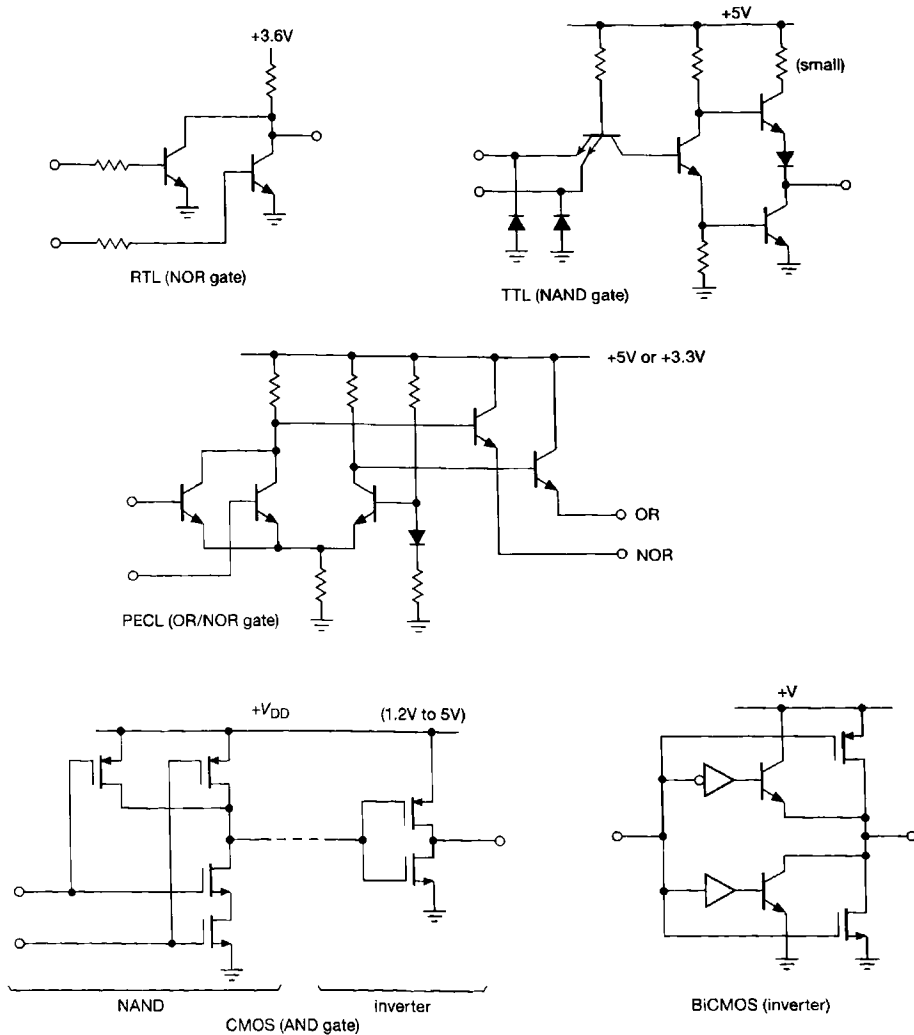 +3.6V
RTL (NOR gate)
+5V
(small)
TTL (NAND gate)
+5V or +3.3V
OR
NOR
PECL (OR/NOR gate)
+VDD
(1.2V to 5V)
NAND
inverter
CMOS (AND gate)
+V
BiCMOS (inverter)